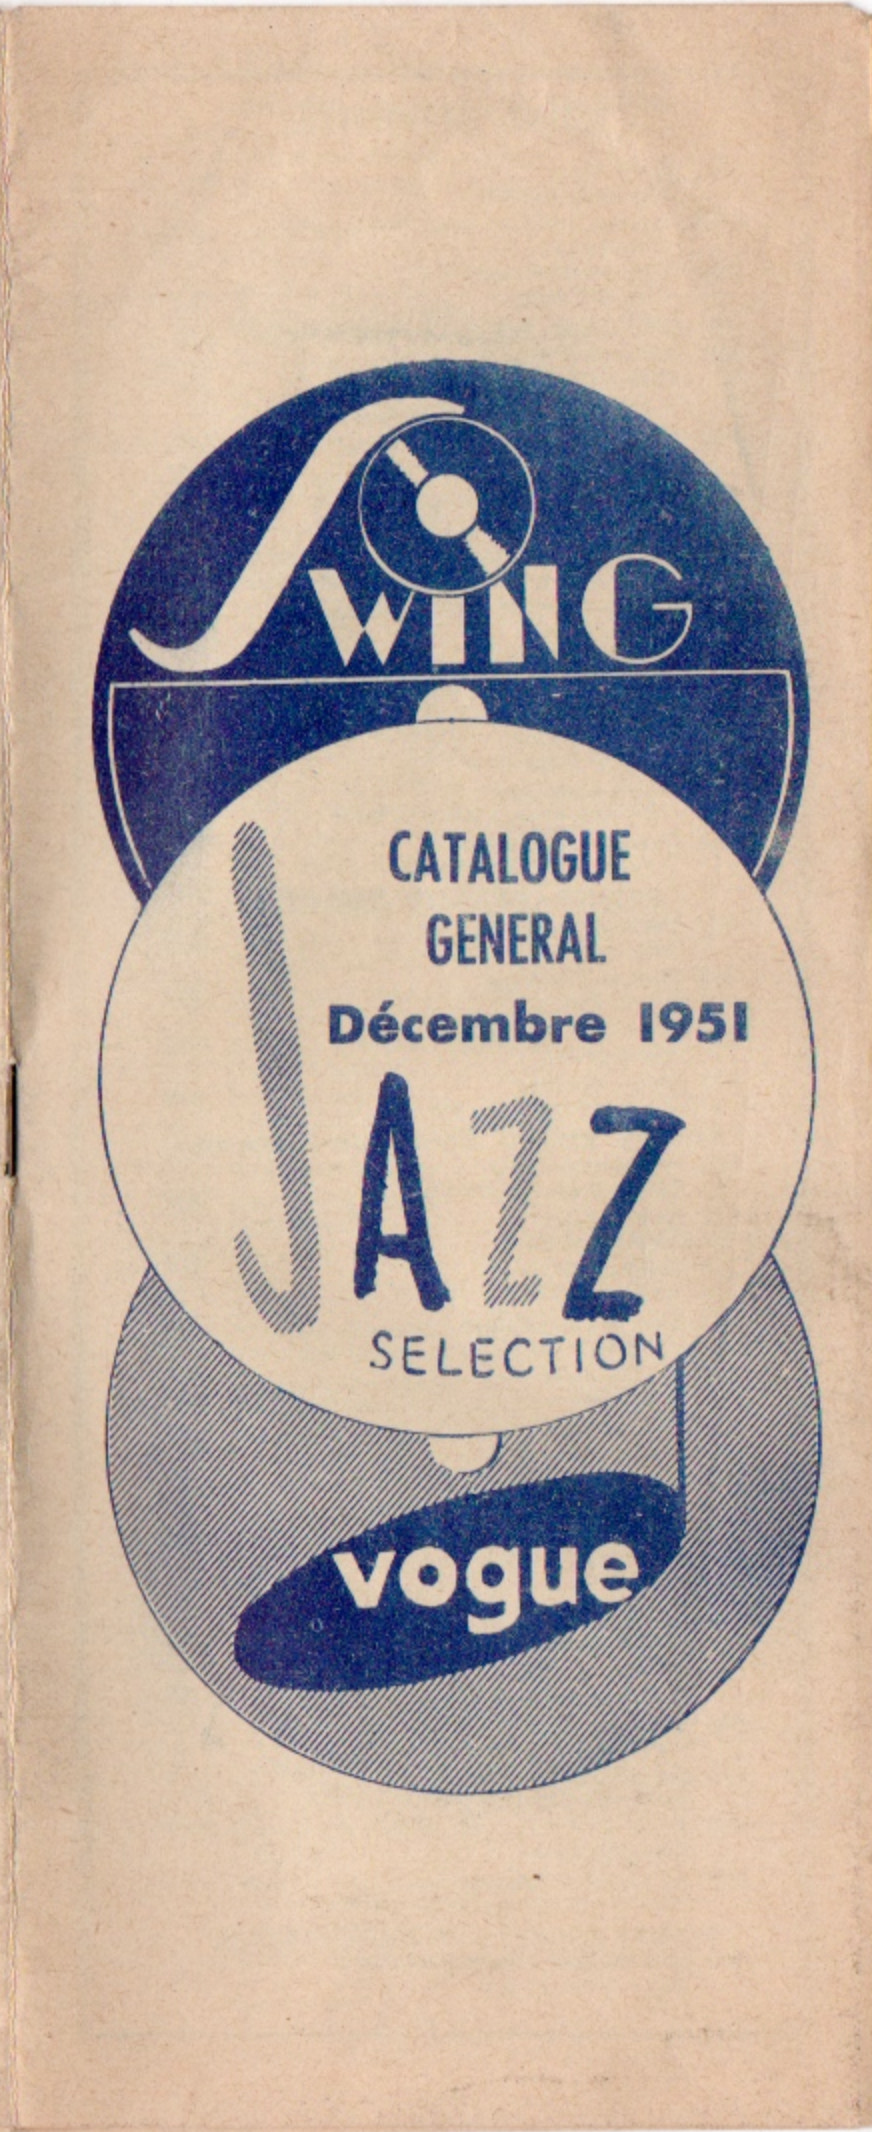 SWING
CATALOGUE
GENERAL
Décembre 1951
JAZZ
SELECTION
vogue